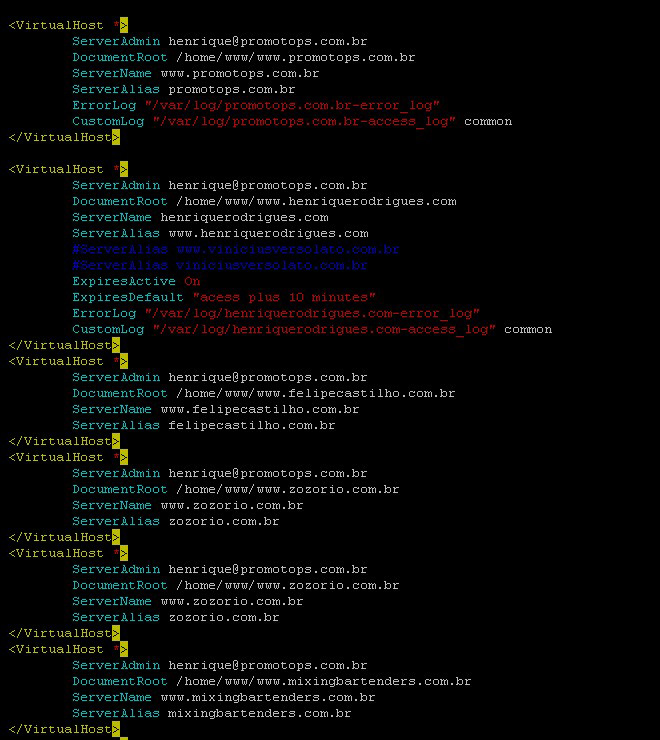 <VirtualHost *>
ServerAdmin henrique@promotops.com.br
DocumentRoot /home/www/www.promotops.com.br
ServerName www.promotops.com.br
ServerAlias promotops.com.br
ErrorLog "/var/log/promotops.com.br-error_log"
CustomLog "/var/log/promotops.com.br-access_log" common
</VirtualHost>
<VirtualHost *>
ServerAdmin henrique@promotops.com.br
DocumentRoot /home/www/www.henriquerodrigues.com
ServerName henriquerodrigues.com
ServerAlias www.henriquerodrigues.com
#ServerAlias www.viniciusversolato.com.br
#ServerAlias viniciusversolato.com.br
ExpiresActive On
ExpiresDefault "acess plus 10 minutes"
ErrorLog "/var/log/henriquerodrigues.com-error_log"
CustomLog "/var/log/henriquerodrigues.com-access_log" common
</VirtualHost>
<VirtualHost *>
ServerAdmin henrique@promotops.com.br
DocumentRoot /home/www/www.felipecastilho.com.br
ServerName www.felipecastilho.com.br
ServerAlias felipecastilho.com.br
</VirtualHost>
<VirtualHost *>
ServerAdmin henrique@promotops.com.br
DocumentRoot /home/www/www.zozorio.com.br
ServerName www.zozorio.com.br
ServerAlias zozorio.com.br
</VirtualHost>
<VirtualHost *>
ServerAdmin henrique@promotops.com.br
DocumentRoot /home/www/www.zozorio.com.br
ServerName www.zozorio.com.br
ServerAlias zozorio.com.br
</VirtualHost>
<VirtualHost *>
ServerAdmin henrique@promotops.com.br
DocumentRoot /home/www/www.mixingbartenders.com.br
ServerName www.mixingbartenders.com.br
ServerAlias mixingbartenders.com.br
</VirtualHost>